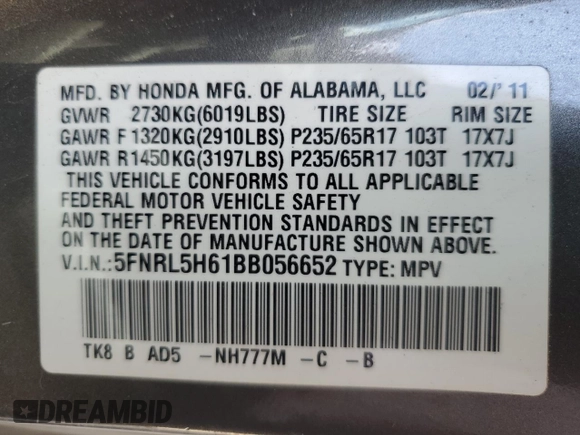 MFD. BY HONDA MFG. OF ALABAMA, LLC 02/'11
GVWR 2730KG(6019LBS) TIRE SIZE RIM SIZE
GAWR F 1320KG(2910LBS) P235/65R17 103T 17X7J
GAWR R1450KG(3197LBS) P235/65R17 103T 17X7J
THIS VEHICLE CONFORMS TO ALL APPLICABLE
FEDERAL MOTOR VEHICLE SAFETY
AND THEFT PREVENTION STANDARDS IN EFFECT
ON THE DATE OF MANUFACTURE SHOWN ABOVE.
V.I.N.:5FNRL5H61BB056652 TYPE: MPV
TK8 B AD5 -NH777M -C -B
DREAMBID